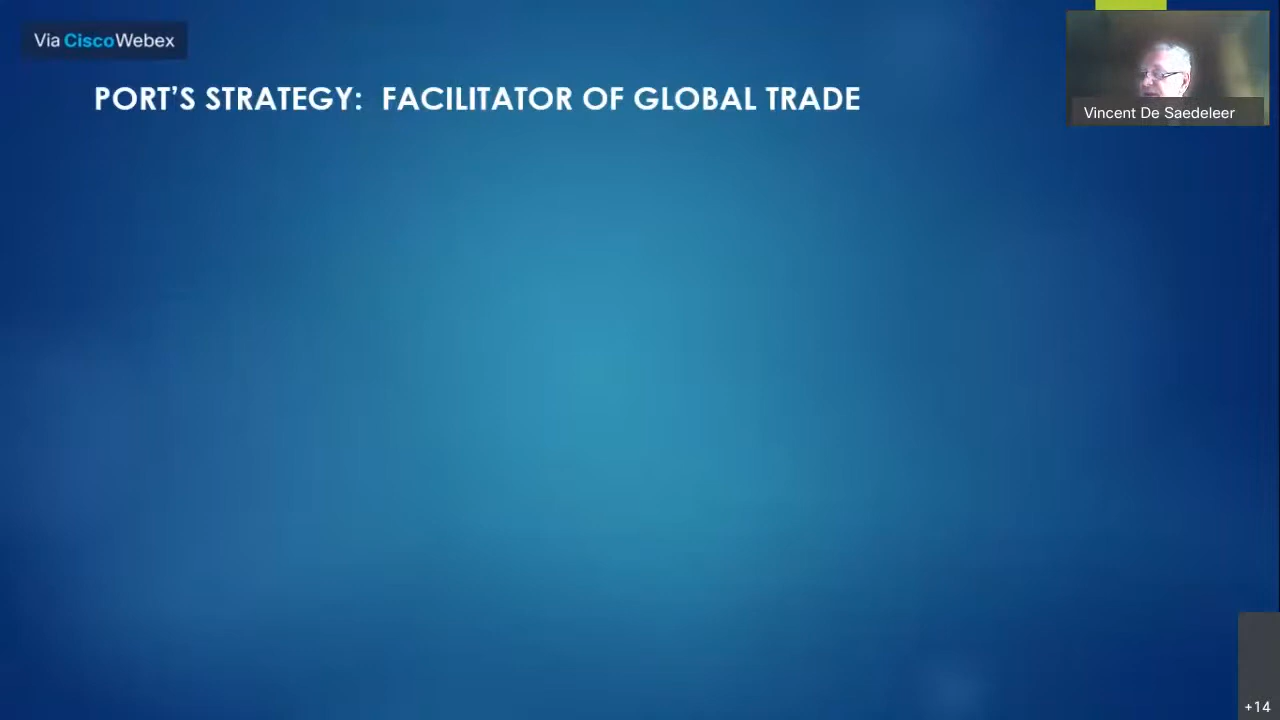 Via CiscoWebex
PORT'S STRATEGY:  FACILITATOR OF GLOBAL TRADE
Vincent De Saedeleer
+14